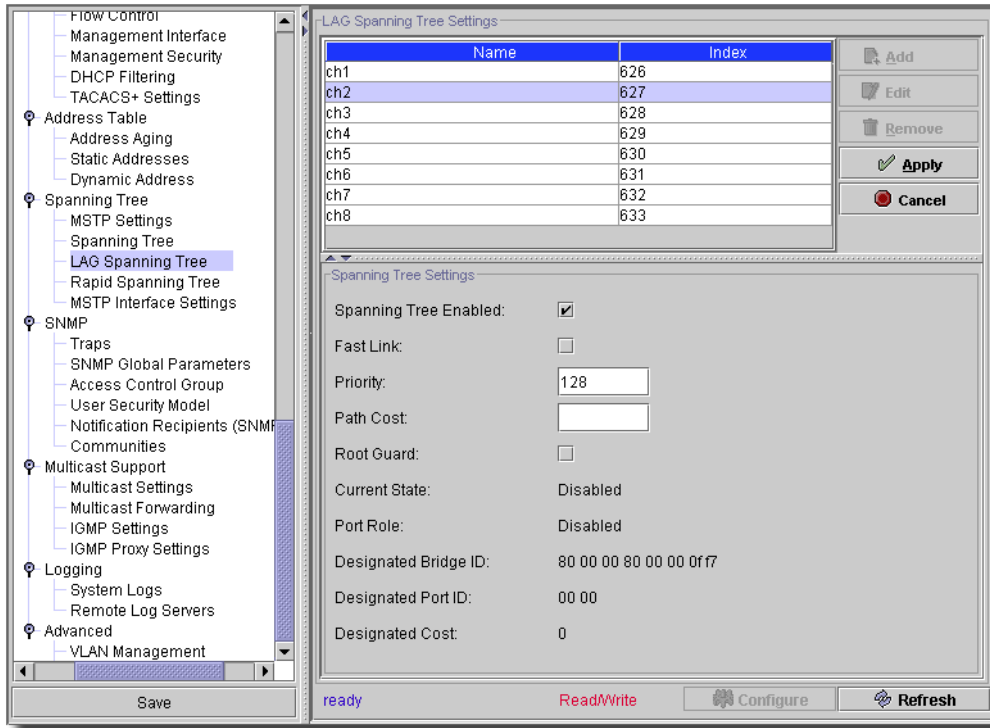 Flow Control
Management Interface
Management Security
DHCP Filtering
TACACS+ Settings
Address Table
Address Aging
Static Addresses
Dynamic Address
Spanning Tree
MSTP Settings
Spanning Tree
LAG Spanning Tree
Rapid Spanning Tree
MSTP Interface Settings
SNMP
Traps
SNMP Global Parameters
Access Control Group
User Security Model
Notification Recipients (SNMP
Communities
Multicast Support
Multicast Settings
Multicast Forwarding
IGMP Settings
IGMP Proxy Settings
Logging
System Logs
Remote Log Servers
Advanced
VLAN Management
Save
LAG Spanning Tree Settings
Name Index
ch1 626
ch2 627
ch3 628
ch4 629
ch5 630
ch6 631
ch7 632
ch8 633
Add
Edit
Remove
Apply
Cancel
Spanning Tree Settings
Spanning Tree Enabled:
Fast Link:
Priority: 128
Path Cost:
Root Guard:
Current State: Disabled
Port Role: Disabled
Designated Bridge ID: 80 00 00 80 00 00 0f f7
Designated Port ID: 00 00
Designated Cost: 0
ready Read/Write Configure Refresh